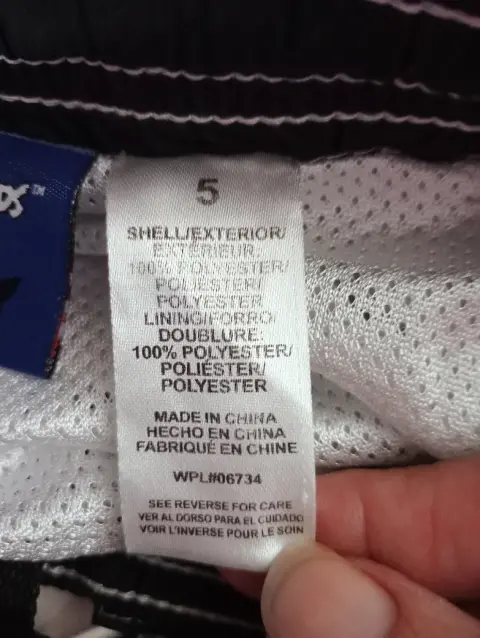 5
SHELL/EXTERIOR/
EXTÉRIEUR:
100% POLYESTER/
POLIÉSTER/
POLYESTER
LINING/FORRO/
DOUBLURE:
100% POLYESTER/
POLIÉSTER/
POLYESTER
MADE IN CHINA
HECHO EN CHINA
FABRIQUÉ EN CHINE
WPL#06734
SEE REVERSE FOR CARE
VER AL DORSO PARA EL CUIDADO
VOIR L'INVERSE POUR LE SOIN